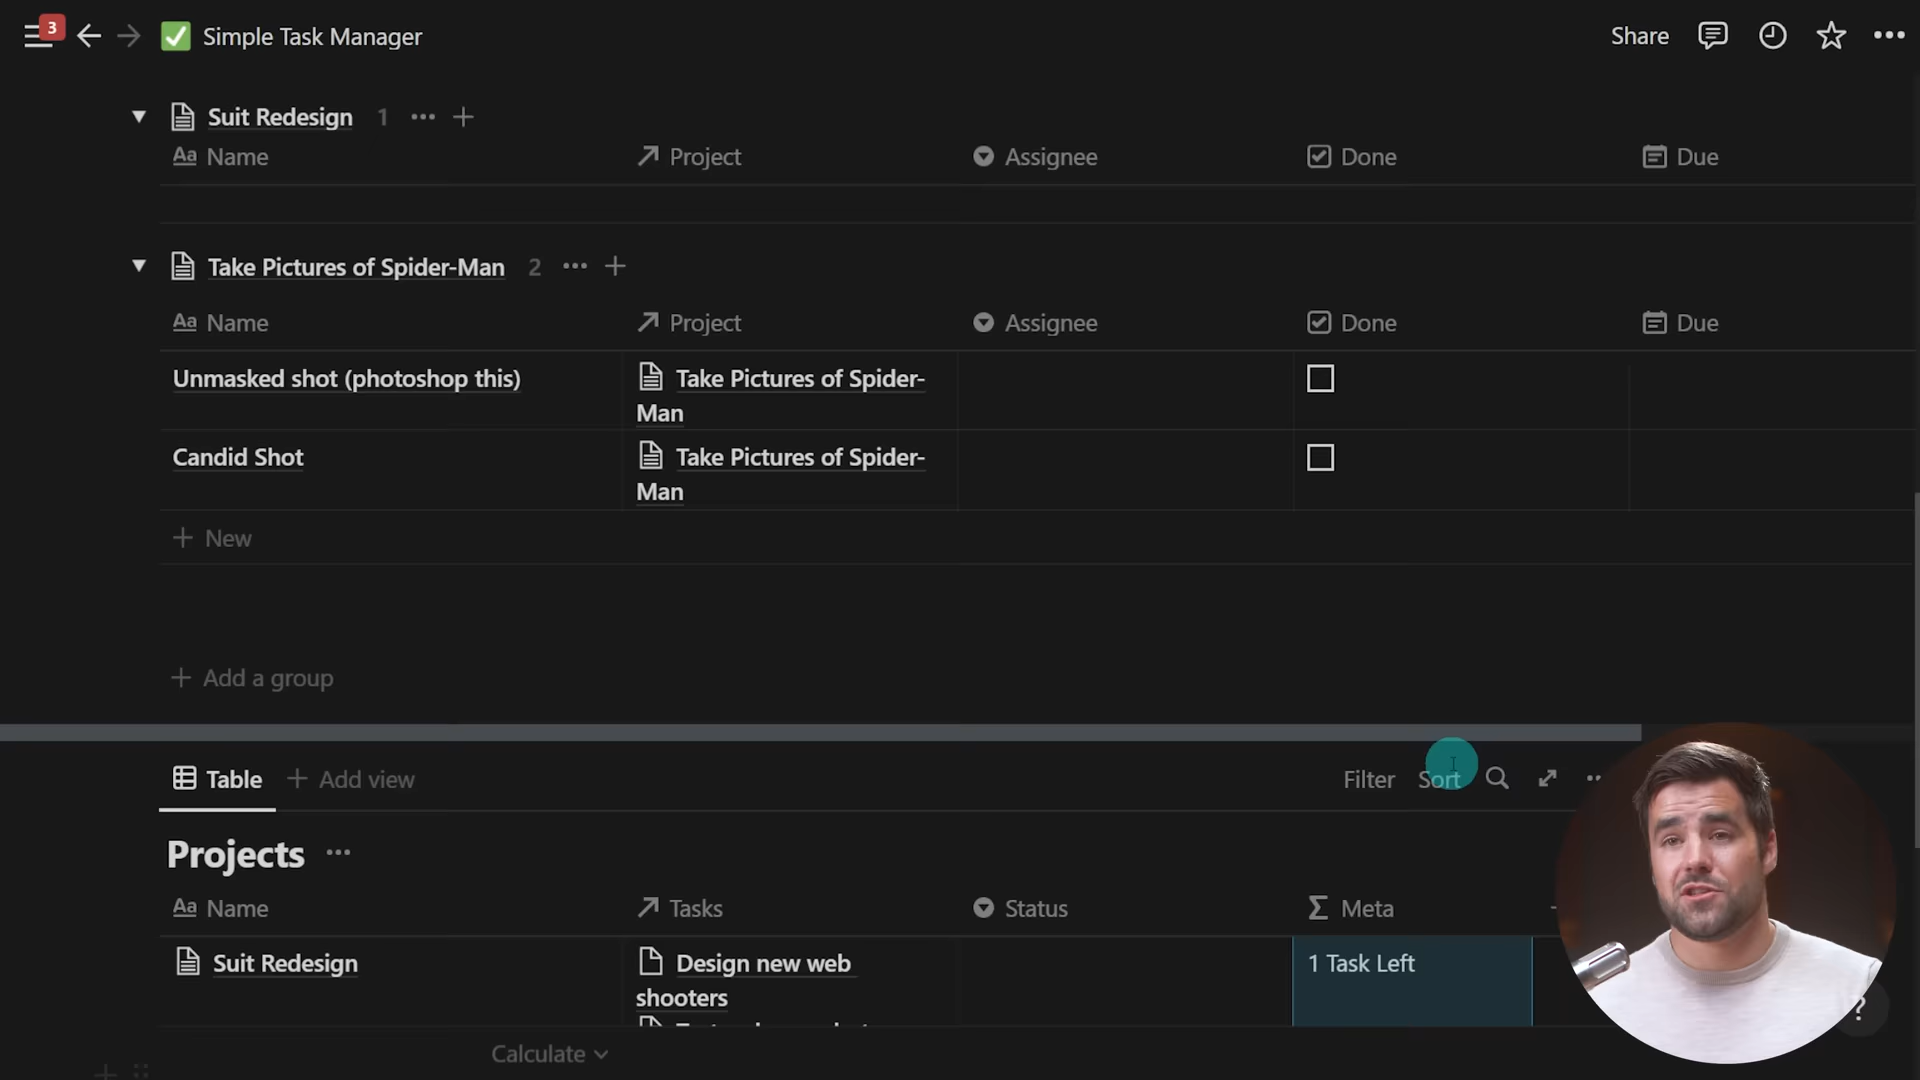 3
Simple Task Manager
Share
Suit Redesign 1
Aa Name
Project
Assignee
Done
Due
Take Pictures of Spider-Man 2
Aa Name
Project
Assignee
Done
Due
Unmasked shot (photoshop this)
Take Pictures of Spider-
Man
Candid Shot
Take Pictures of Spider-
Man
+ New
+ Add a group
Table
+ Add view
Filter
Sort
Projects
Aa Name
Tasks
Status
Σ Meta
Suit Redesign
Design new web
shooters
1 Task Left
Calculate
?